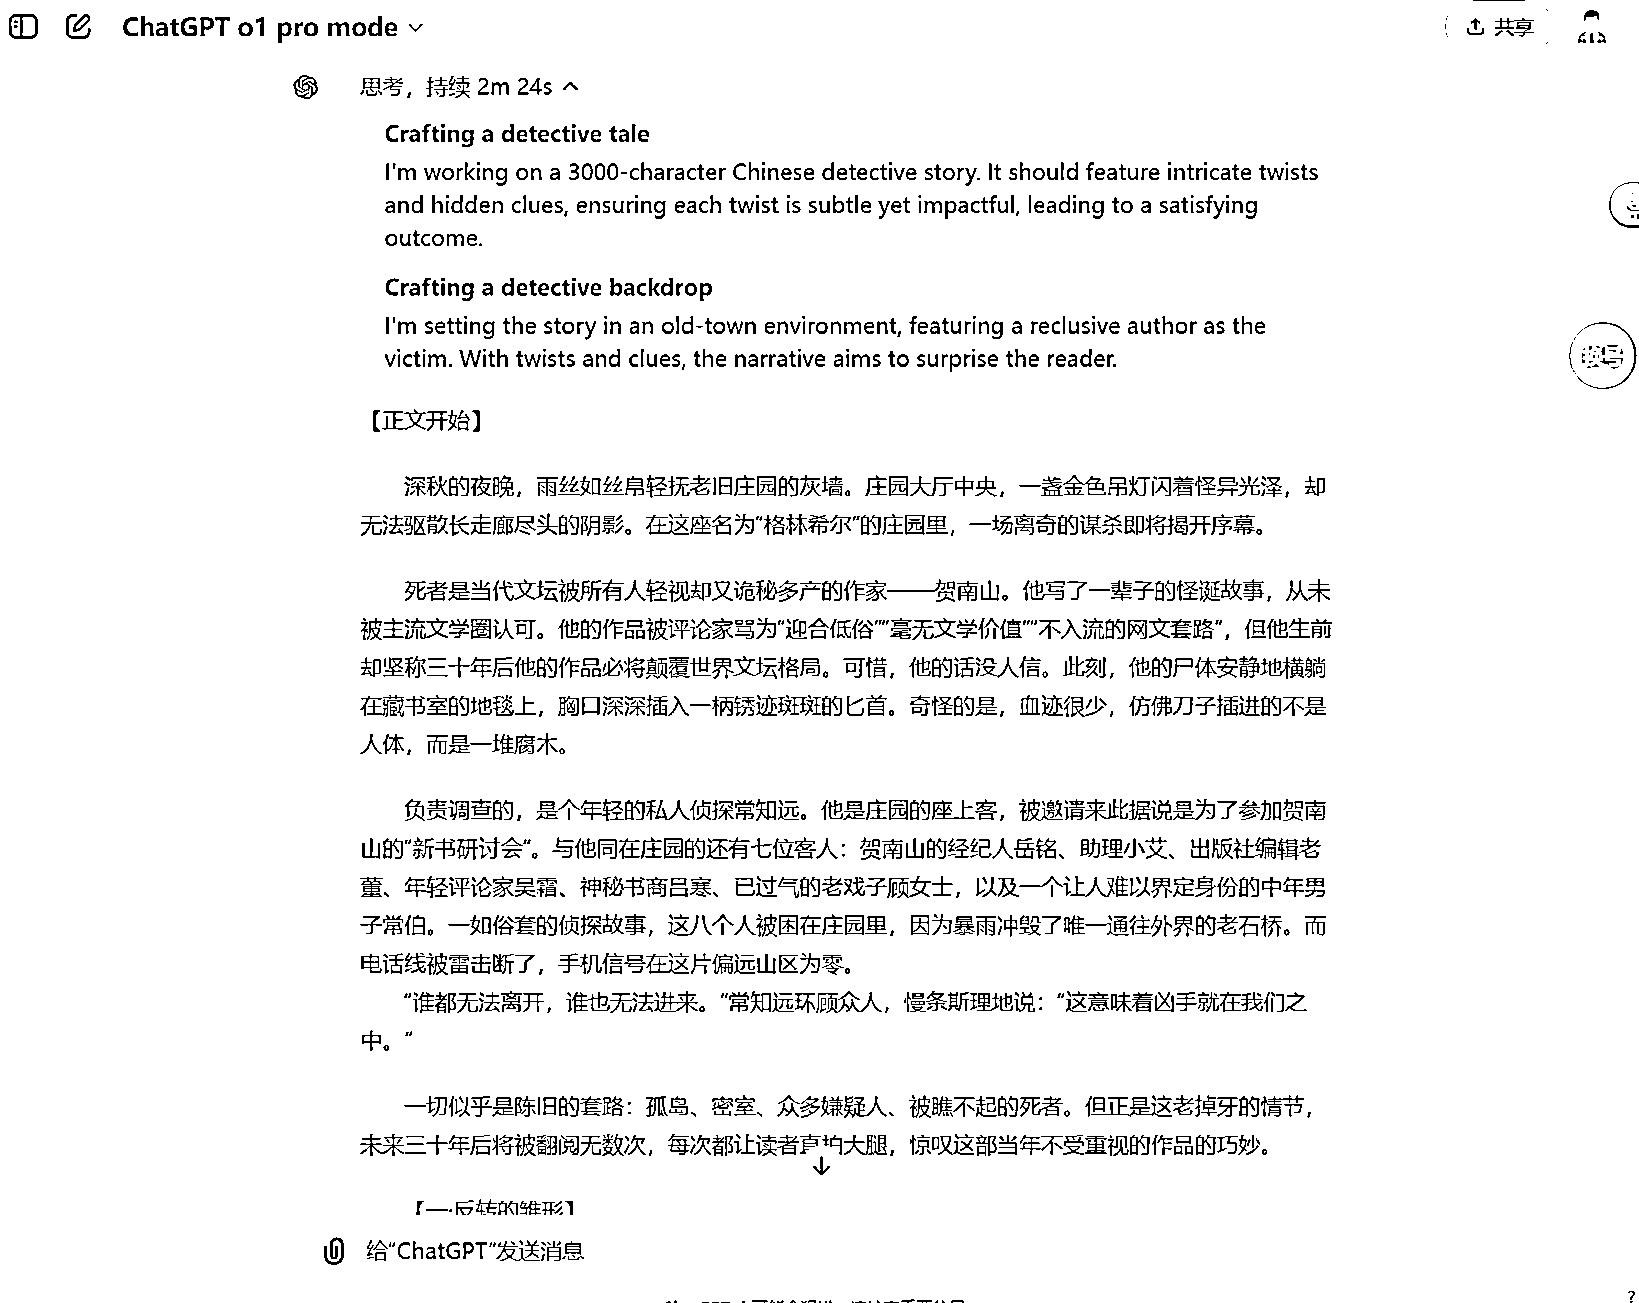 ChatGPT o1 pro mode
共享
思考，持续 2m 24s
Crafting a detective tale
I'm working on a 3000-character Chinese detective story. It should feature intricate twists
and hidden clues, ensuring each twist is subtle yet impactful, leading to a satisfying
outcome.
Crafting a detective backdrop
I'm setting the story in an old-town environment, featuring a reclusive author as the
victim. With twists and clues, the narrative aims to surprise the reader.
【正文开始】
深秋的夜晚，雨丝如丝帛轻抚老旧庄园的灰墙。庄园大厅中央，一盏金色吊灯闪着怪异光泽，却
无法驱散长走廊尽头的阴影。在这座名为“格林希尔”的庄园里，一场离奇的谋杀即将揭开序幕。
死者是当代文坛被所有人轻视却又诡秘多产的作家——贺南山。他写了一辈子的怪诞故事，从未
被主流文学圈认可。他的作品被评论家骂为“迎合低俗”“毫无文学价值”“不入流的网文套路”，但他生前
却坚称三十年后他的作品必将颠覆世界文坛格局。可惜，他的话没人信。此刻，他的尸体安静地横躺
在藏书室的地毯上，胸口深深插入一柄锈迹斑斑的匕首。奇怪的是，血迹很少，仿佛刀子插进的不是
人体，而是一堆腐木。
负责调查的，是个年轻的私人侦探常知远。他是庄园的座上客，被邀请来此据说是为了参加贺南
山的“新书研讨会”。与他同在庄园的还有七位客人：贺南山的经纪人岳铭、助理小艾、出版社编辑老
董、年轻评论家吴霜、神秘书商吕寒、已过气的老戏子顾女士，以及一个让人难以界定身份的中年男
子常伯。一如俗套的侦探故事，这八个人被困在庄园里，因为暴雨冲毁了唯一通往外界的老石桥。而
电话线被雷击断了，手机信号在这片偏远山区为零。
“谁都无法离开，谁也无法进来。”常知远环顾众人，慢条斯理地说：“这意味着凶手就在我们之
中。”
一切似乎是陈旧的套路：孤岛、密室、众多嫌疑人、被瞧不起的死者。但正是这老掉牙的情节，
未来三十年后将被翻阅无数次，每次都让读者直拍大腿，惊叹这部当年不受重视的作品的巧妙。
【一·反转的雏形】
给“ChatGPT”发送消息
?